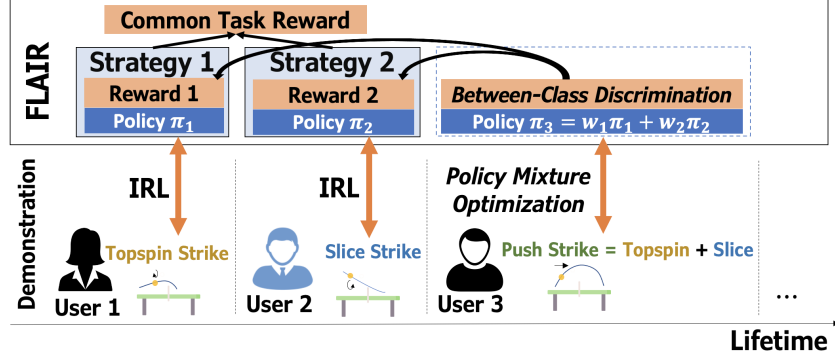 Common Task Reward
FLAIR
Strategy 1
Reward 1
Policy π₁
Strategy 2
Reward 2
Policy π₂
Between-Class Discrimination
Policy π₃ = w₁π₁ + w₂π₂
Demonstration
IRL
IRL
Policy Mixture
Optimization
Topspin Strike
User 1
Slice Strike
User 2
Push Strike = Topspin + Slice
User 3
...
Lifetime